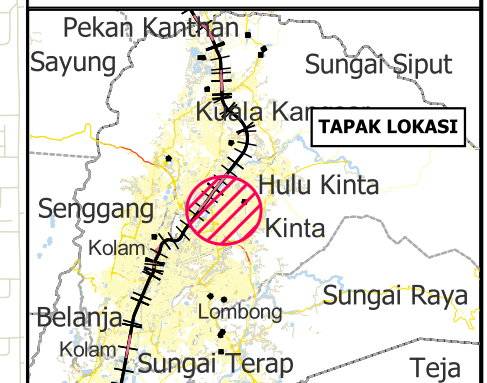 Pekan Kanthan
Sayung
Sungai Siput
Kuala Kangsar
TAPAK LOKASI
Hulu Kinta
Senggang
Kinta
Kolam
Sungai Raya
Lombong
Belanja
Kolam
Sungai Terap
Teja